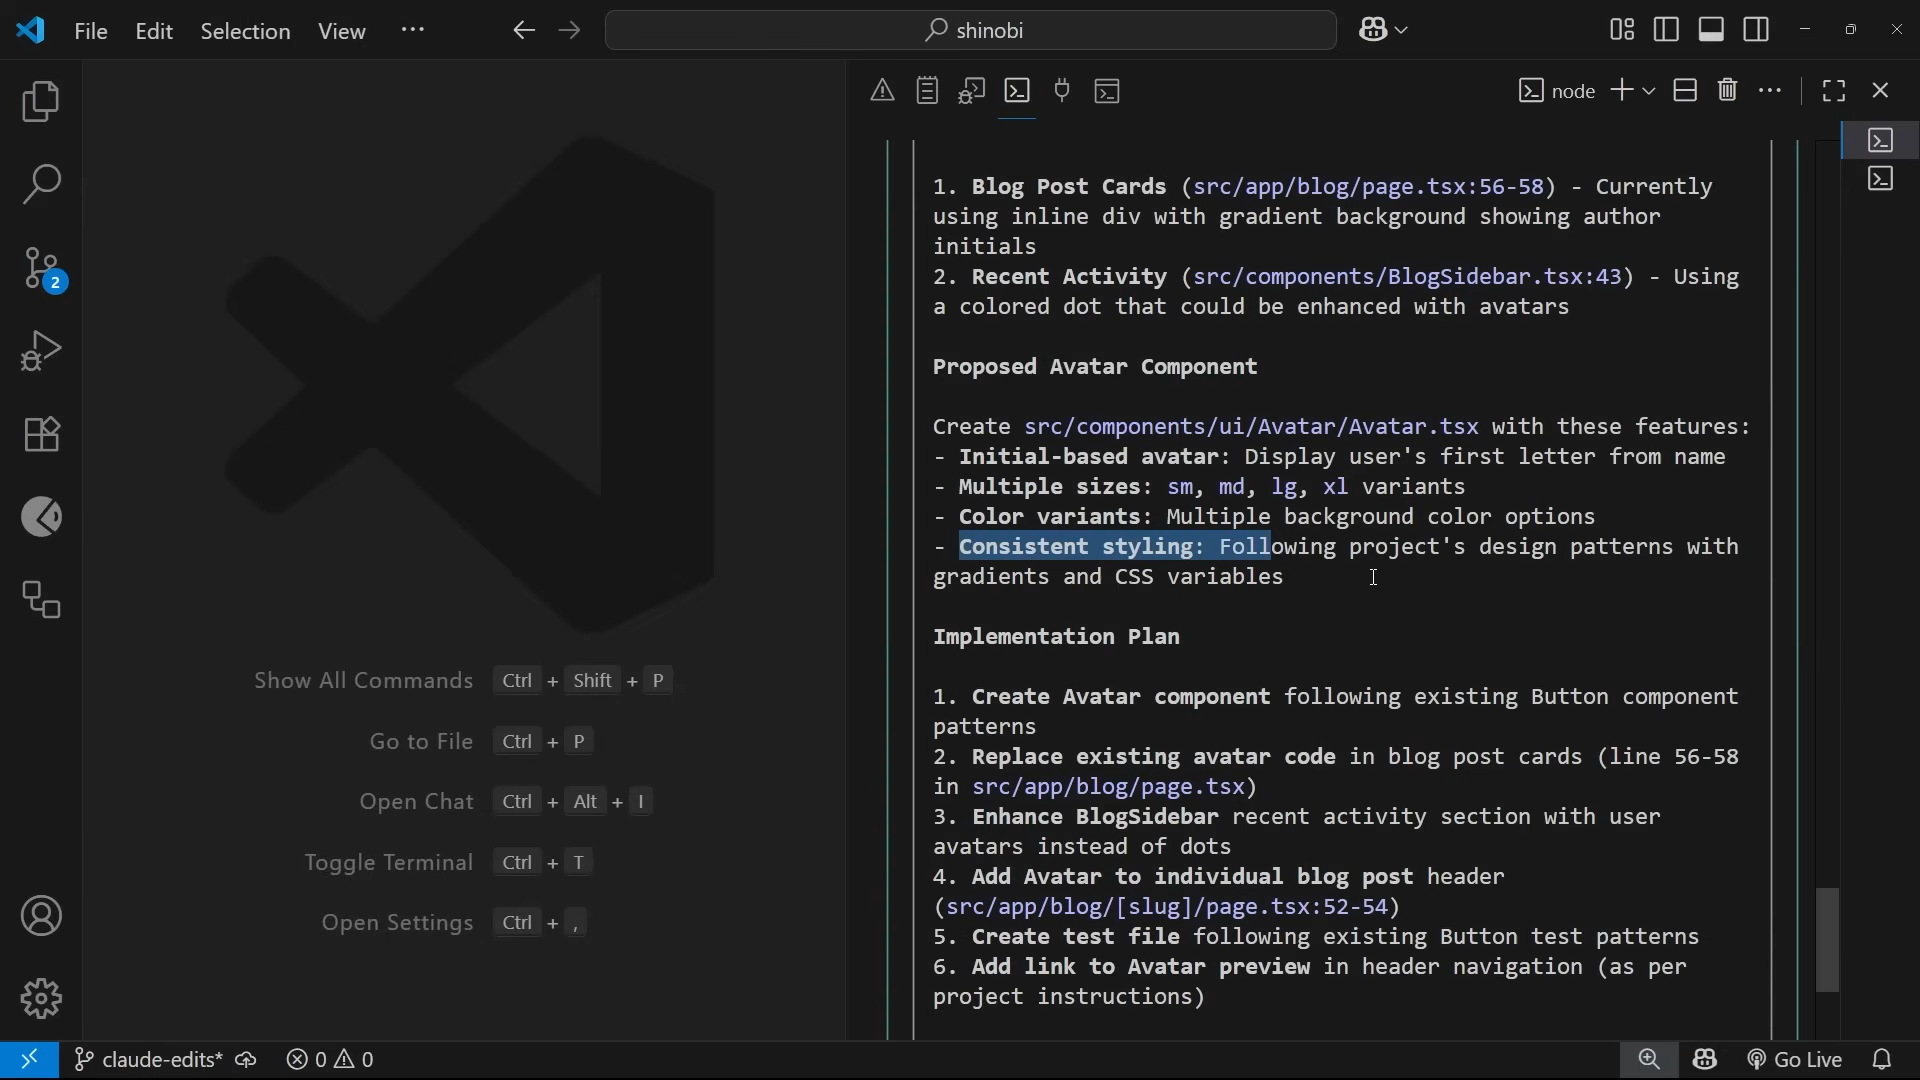 File Edit Selection View ···
shinobi
node
1. Blog Post Cards (src/app/blog/page.tsx:56-58) - Currently
using inline div with gradient background showing author
initials
2. Recent Activity (src/components/BlogSidebar.tsx:43) - Using
a colored dot that could be enhanced with avatars
Proposed Avatar Component
Create src/components/ui/Avatar/Avatar.tsx with these features:
- Initial-based avatar: Display user's first letter from name
- Multiple sizes: sm, md, lg, xl variants
- Color variants: Multiple background color options
- Consistent styling: Following project's design patterns with
gradients and CSS variables
Implementation Plan
1. Create Avatar component following existing Button component
patterns
2. Replace existing avatar code in blog post cards (line 56-58
in src/app/blog/page.tsx)
3. Enhance BlogSidebar recent activity section with user
avatars instead of dots
4. Add Avatar to individual blog post header
(src/app/blog/[slug]/page.tsx:52-54)
5. Create test file following existing Button test patterns
6. Add link to Avatar preview in header navigation (as per
project instructions)
2
Show All Commands Ctrl + Shift + P
Go to File Ctrl + P
Open Chat Ctrl + Alt + I
Toggle Terminal Ctrl + T
Open Settings Ctrl + ,
claude-edits* 0 0 Go Live